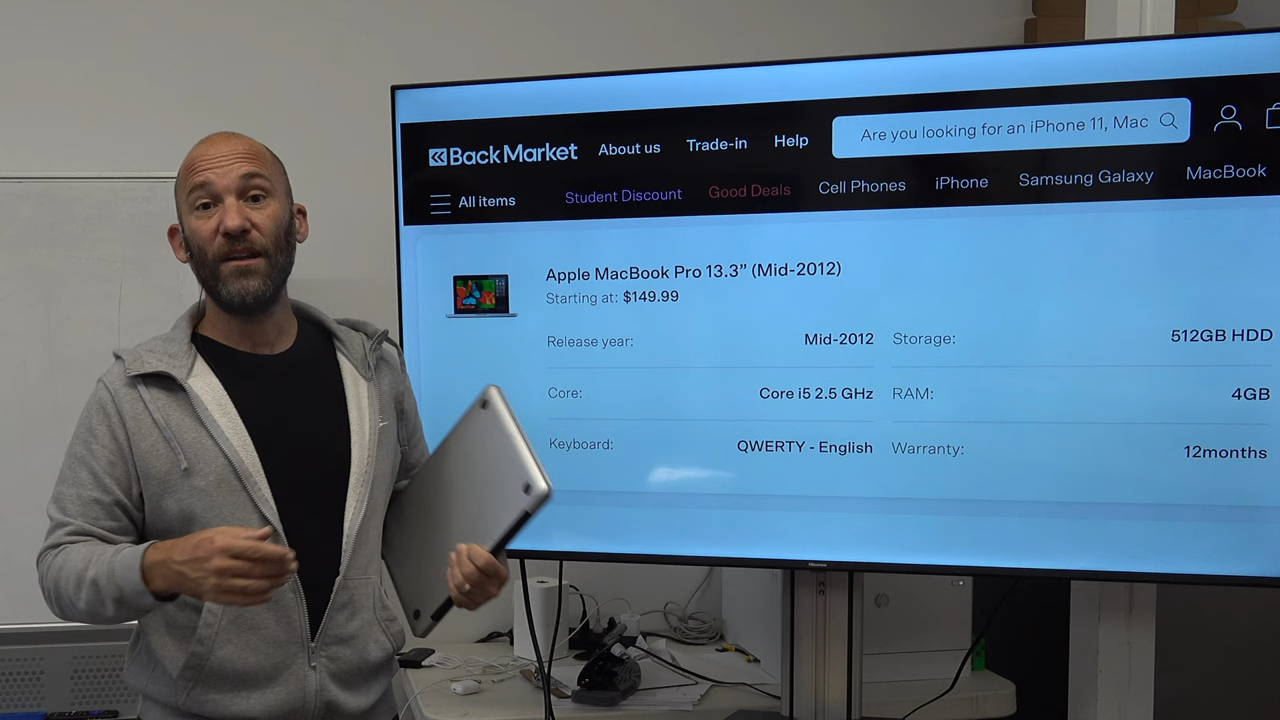 BackMarket About us Trade-in Help Are you looking for an iPhone 11, Mac
All items Student Discount Good Deals Cell Phones iPhone Samsung Galaxy MacBook
Apple MacBook Pro 13.3” (Mid-2012)
Starting at: $149.99
Release year: Mid-2012 Storage: 512GB HDD
Core: Core i5 2.5 GHz RAM: 4GB
Keyboard: QWERTY - English Warranty: 12months
Hisense